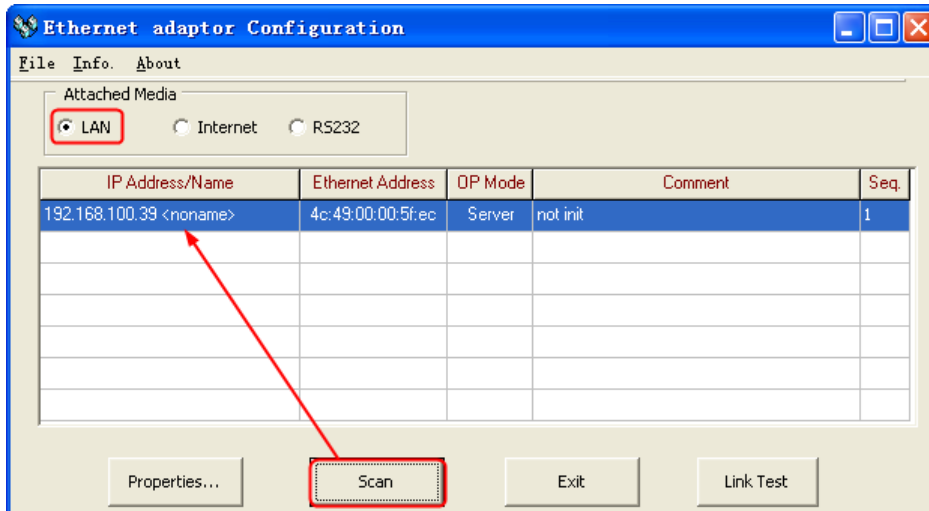 Ethernet adaptor Configuration
File Info. About
Attached Media
LAN Internet RS232
IP Address/Name Ethernet Address OP Mode Comment Seq.
192.168.100.39 <noname> 4c:49:00:00:5f:ec Server not init 1
Properties... Scan Exit Link Test